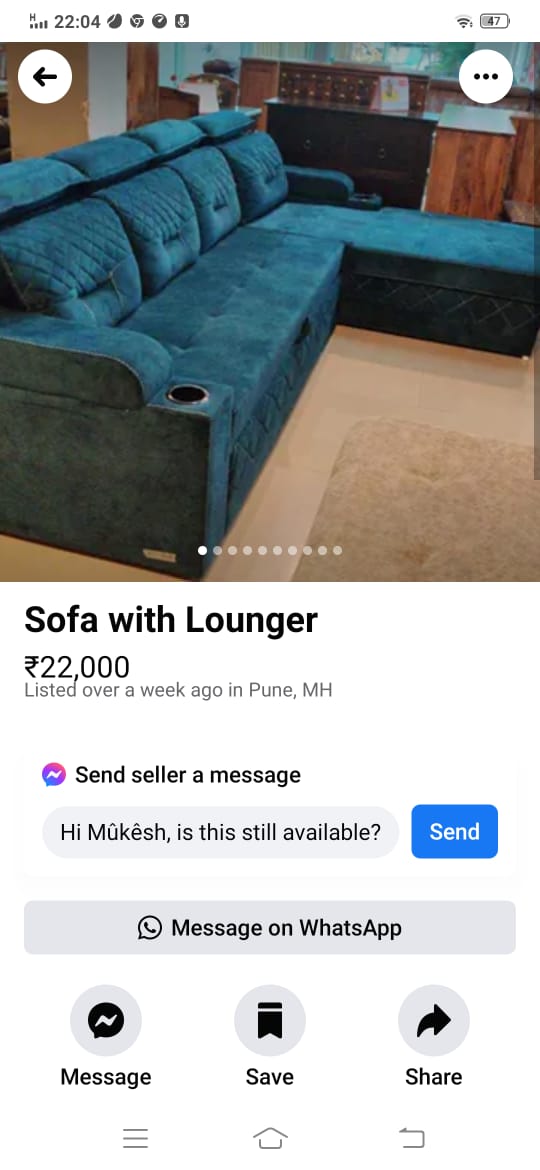 H 22:04 47
Sofa with Lounger
₹22,000
Listed over a week ago in Pune, MH
Send seller a message
Hi Mûkêsh, is this still available?
Send
Message on WhatsApp
Message Save Share